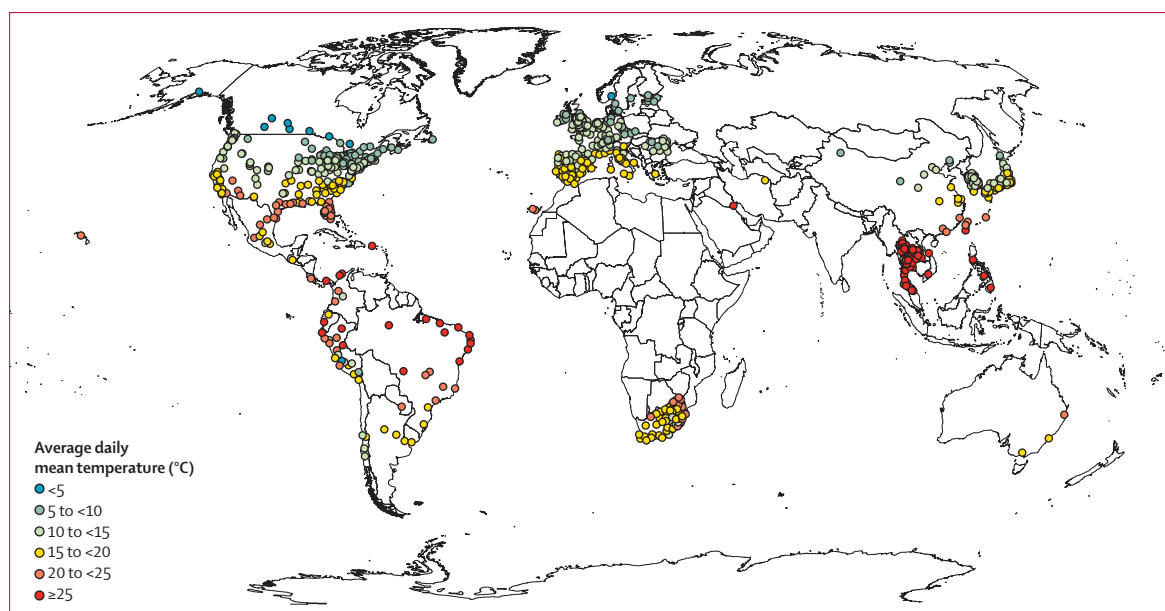 Average daily
mean temperature (°C)
<5
5 to <10
10 to <15
15 to <20
20 to <25
≥25